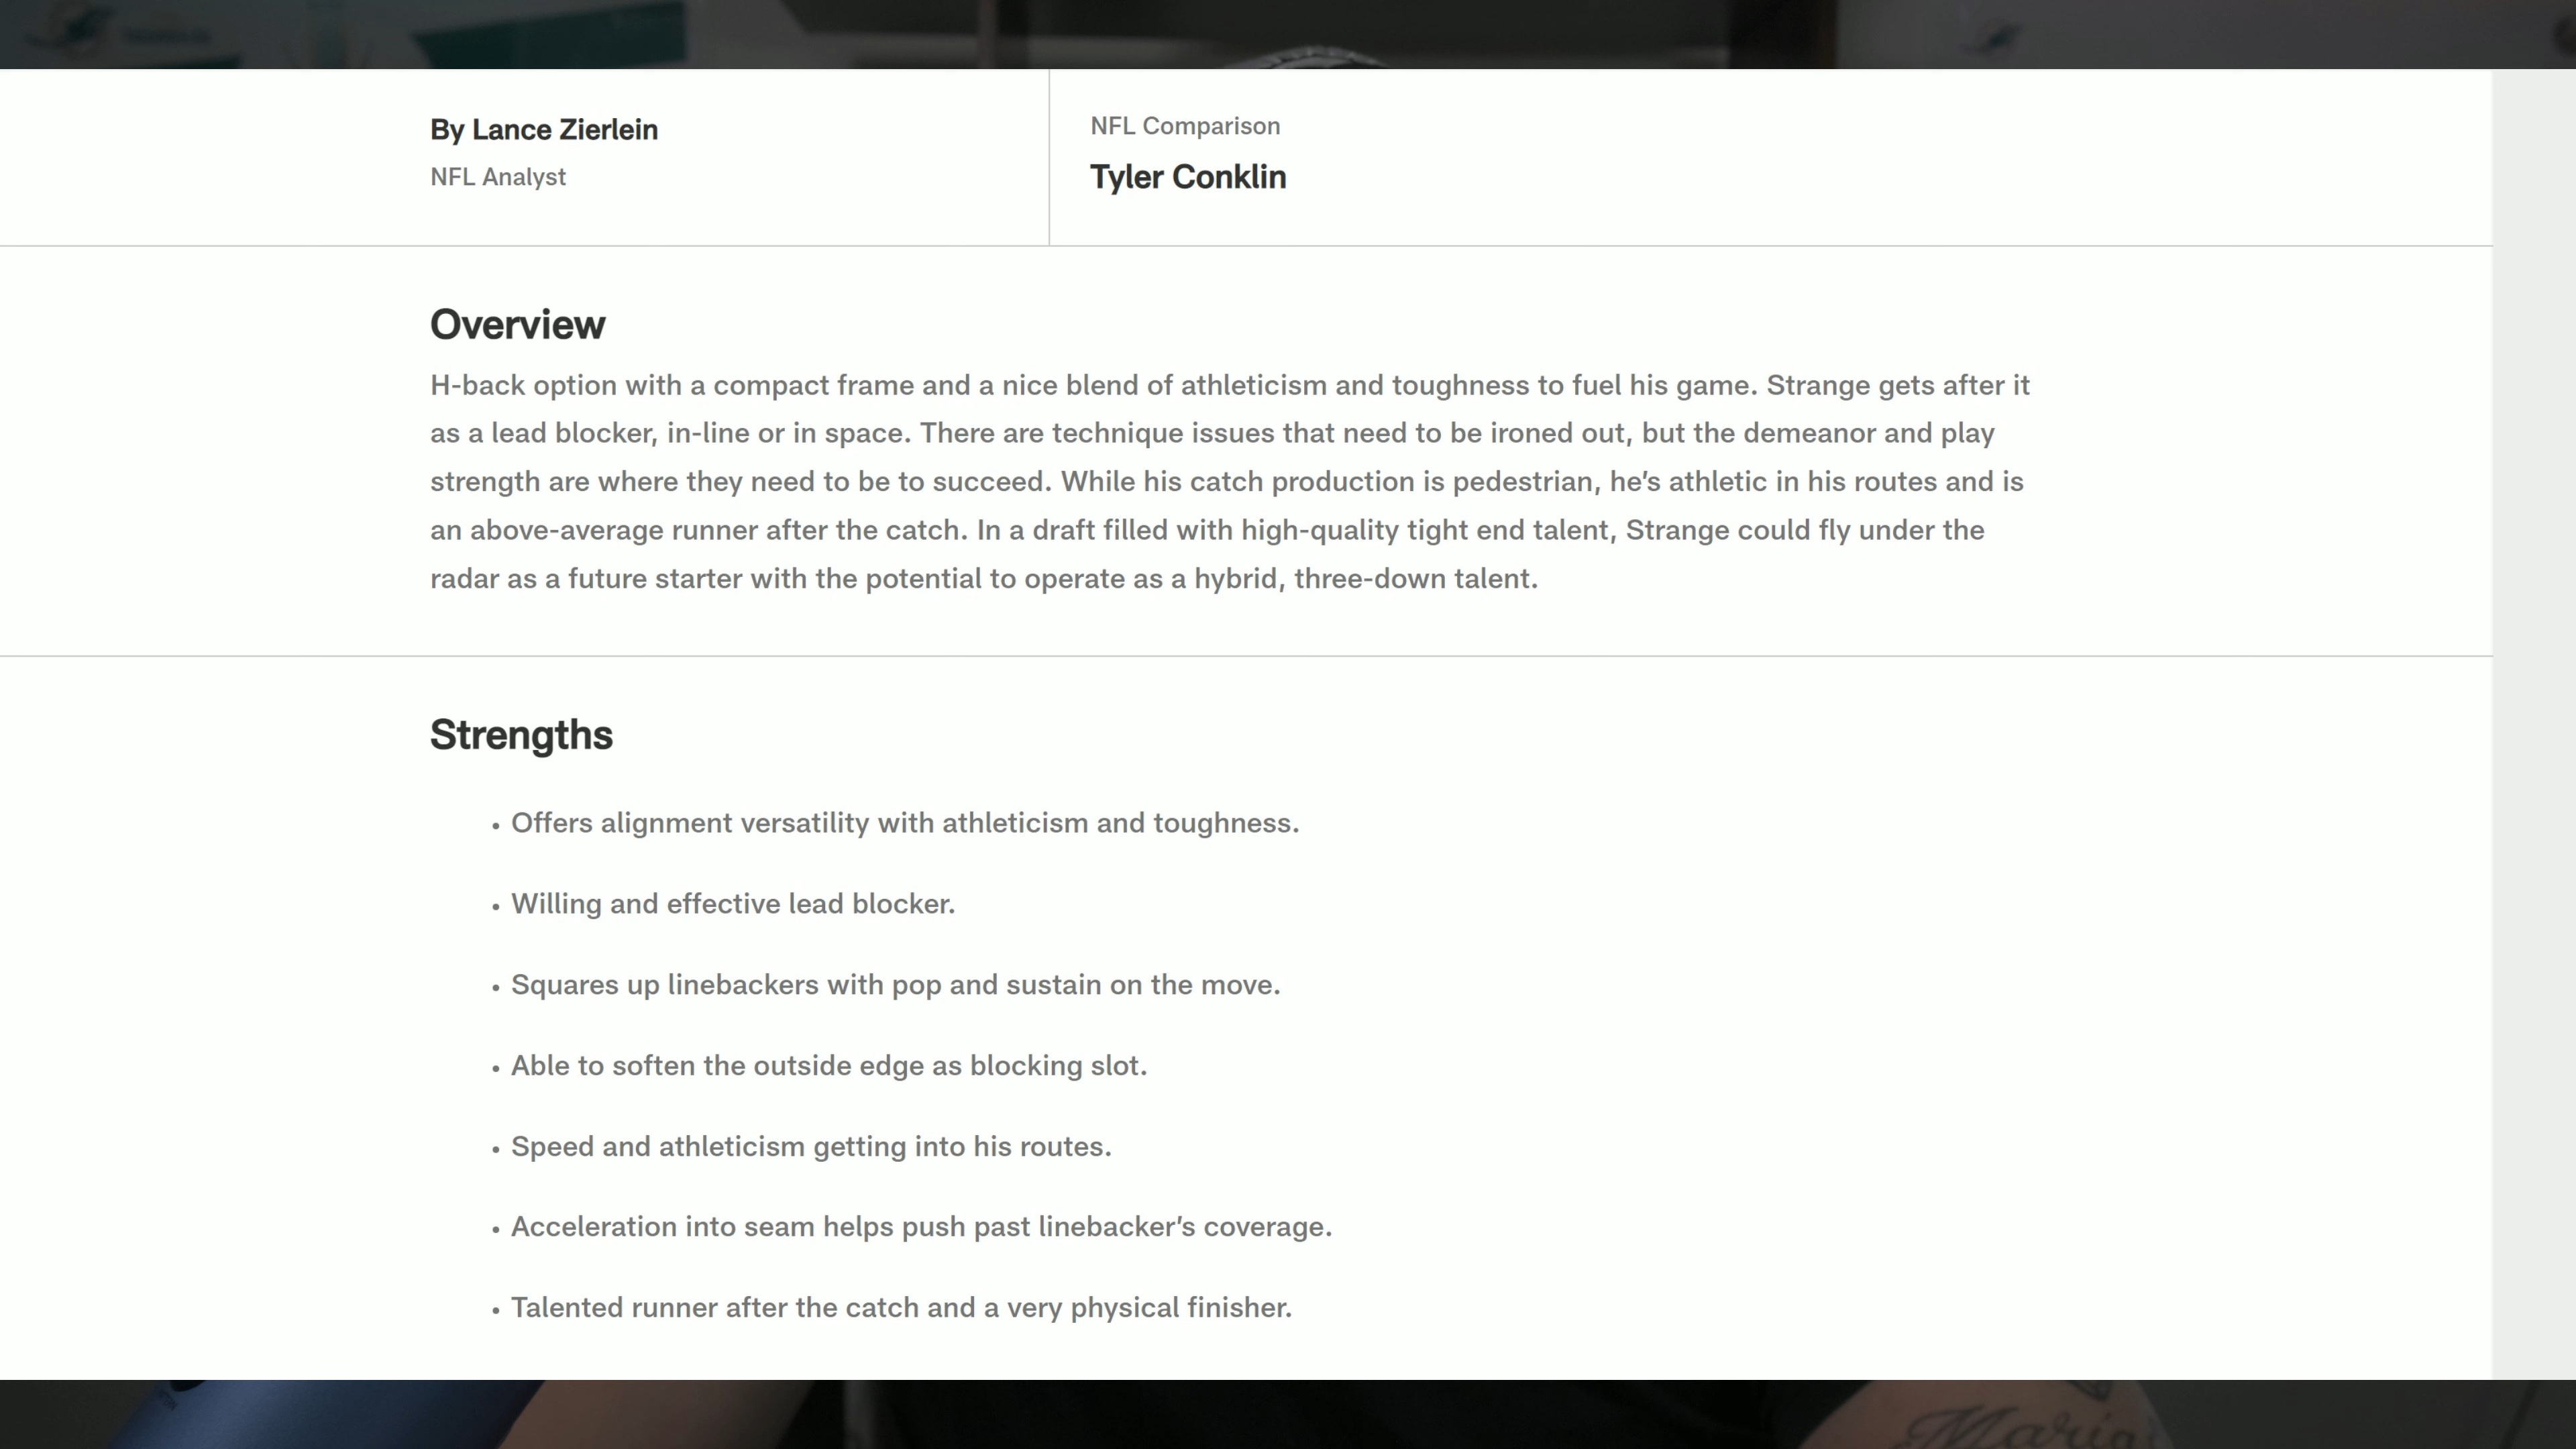 By Lance Zierlein
NFL Analyst
NFL Comparison
Tyler Conklin
Overview
H-back option with a compact frame and a nice blend of athleticism and toughness to fuel his game. Strange gets after it
as a lead blocker, in-line or in space. There are technique issues that need to be ironed out, but the demeanor and play
strength are where they need to be to succeed. While his catch production is pedestrian, he’s athletic in his routes and is
an above-average runner after the catch. In a draft filled with high-quality tight end talent, Strange could fly under the
radar as a future starter with the potential to operate as a hybrid, three-down talent.
Strengths
• Offers alignment versatility with athleticism and toughness.
• Willing and effective lead blocker.
• Squares up linebackers with pop and sustain on the move.
• Able to soften the outside edge as blocking slot.
• Speed and athleticism getting into his routes.
• Acceleration into seam helps push past linebacker’s coverage.
• Talented runner after the catch and a very physical finisher.
Maria